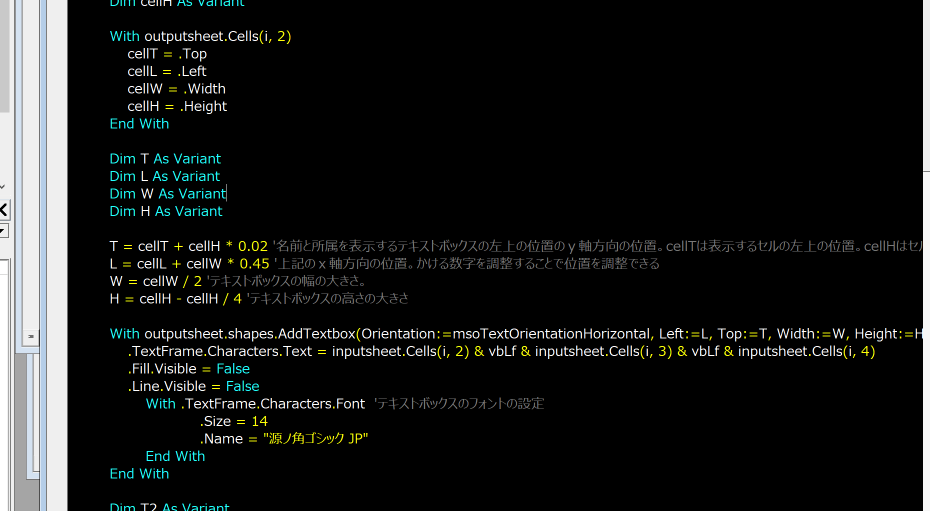 Dim cellH As Variant
With outputsheet.Cells(i, 2)
cellT = .Top
cellL = .Left
cellW = .Width
cellH = .Height
End With
Dim T As Variant
Dim L As Variant
Dim W As Variant
Dim H As Variant
T = cellT + cellH * 0.02 '名前と所属を表示するテキストボックスの左上の位置のｙ軸方向の位置。cellTは表示するセルの左上の位置。cellHはセル
L = cellL + cellW * 0.45 '上記のｘ軸方向の位置。かける数字を調整することで位置を調整できる
W = cellW / 2 'テキストボックスの幅の大きさ。
H = cellH - cellH / 4 'テキストボックスの高さの大きさ
With outputsheet.shapes.AddTextbox(Orientation:=msoTextOrientationHorizontal, Left:=L, Top:=T, Width:=W, Height:=H
.TextFrame.Characters.Text = inputsheet.Cells(i, 2) & vbLf & inputsheet.Cells(i, 3) & vbLf & inputsheet.Cells(i, 4)
.Fill.Visible = False
.Line.Visible = False
With .TextFrame.Characters.Font 'テキストボックスのフォントの設定
.Size = 14
.Name = "源ノ角ゴシック JP"
End With
End With
Dim T2 As Variant